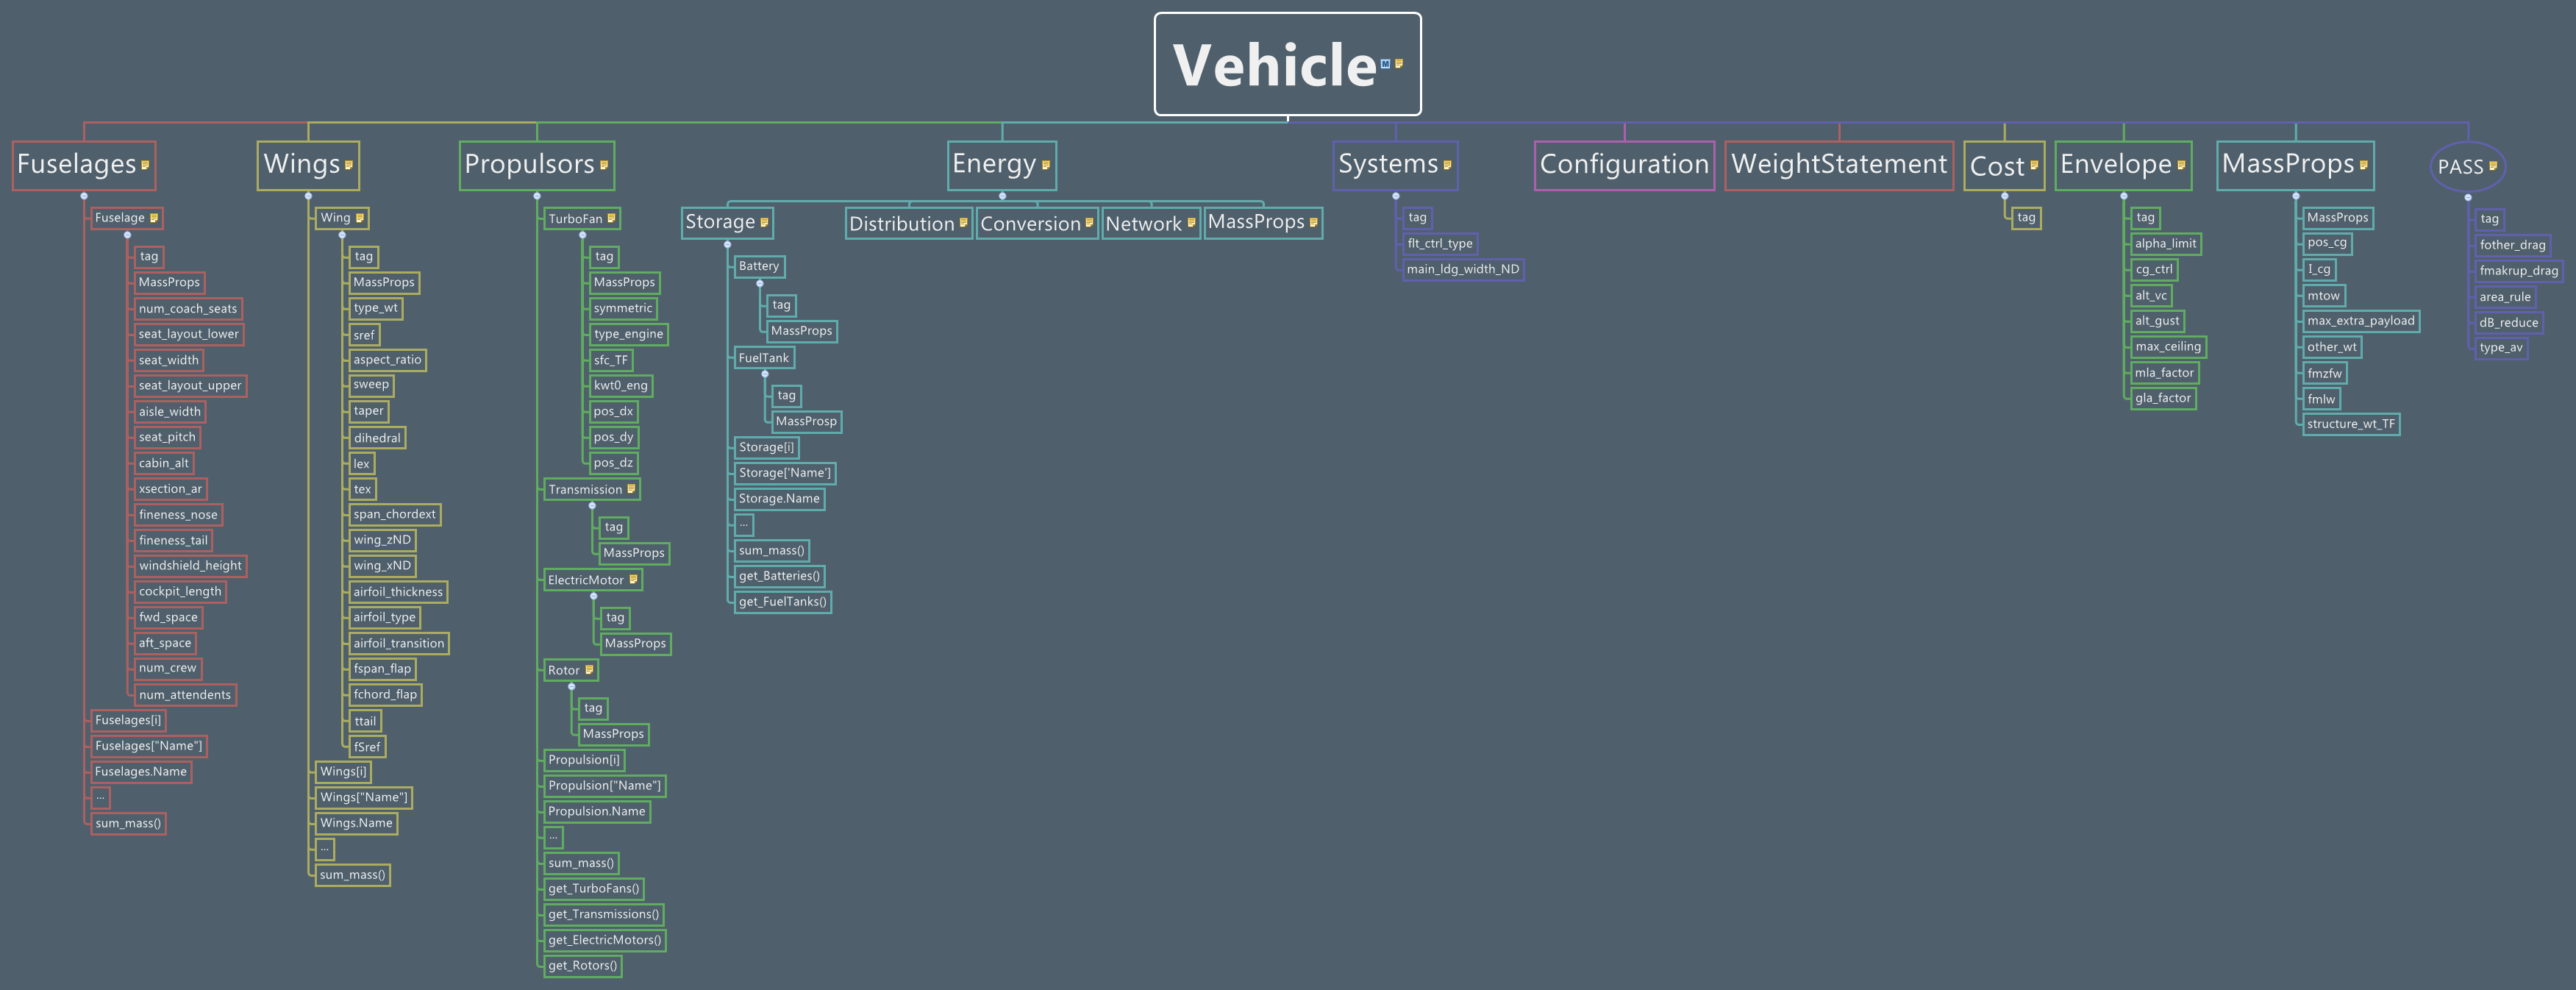 Vehicle
Fuselages
Fuselage
tag
MassProps
num_coach_seats
seat_layout_lower
seat_width
seat_layout_upper
aisle_width
seat_pitch
cabin_alt
xsection_ar
fineness_nose
fineness_tail
windshield_height
cockpit_length
fwd_space
aft_space
num_crew
num_attendents
Fuselages[i]
Fuselages["Name"]
Fuselages.Name
...
sum_mass()
Wings
Wing
tag
MassProps
type_wt
sref
aspect_ratio
sweep
taper
dihedral
lex
tex
span_chordext
wing_zND
wing_xND
airfoil_thickness
airfoil_type
airfoil_transition
fspan_flap
fchord_flap
ttail
fSref
Wings[i]
Wings["Name"]
Wings.Name
...
sum_mass()
Propulsors
TurboFan
tag
MassProps
symmetric
type_engine
sfc_TF
kwt0_eng
pos_dx
pos_dy
pos_dz
Transmission
tag
MassProps
ElectricMotor
tag
MassProps
Rotor
tag
MassProps
Propulsion[i]
Propulsion["Name"]
Propulsion.Name
...
sum_mass()
get_TurboFans()
get_Transmissions()
get_ElectricMotors()
get_Rotors()
Energy
Storage
Battery
tag
MassProps
FuelTank
tag
MassProsp
Storage[i]
Storage['Name']
Storage.Name
...
sum_mass()
get_Batteries()
get_FuelTanks()
Distribution
Conversion
Network
MassProps
Systems
tag
flt_ctrl_type
main_ldg_width_ND
Configuration
WeightStatement
Cost
tag
Envelope
tag
alpha_limit
cg_ctrl
alt_vc
alt_gust
max_ceiling
mla_factor
gla_factor
MassProps
MassProps
pos_cg
I_cg
mtow
max_extra_payload
other_wt
fmzfw
fmlw
structure_wt_TF
PASS
tag
fother_drag
fmakrup_drag
area_rule
dB_reduce
type_av